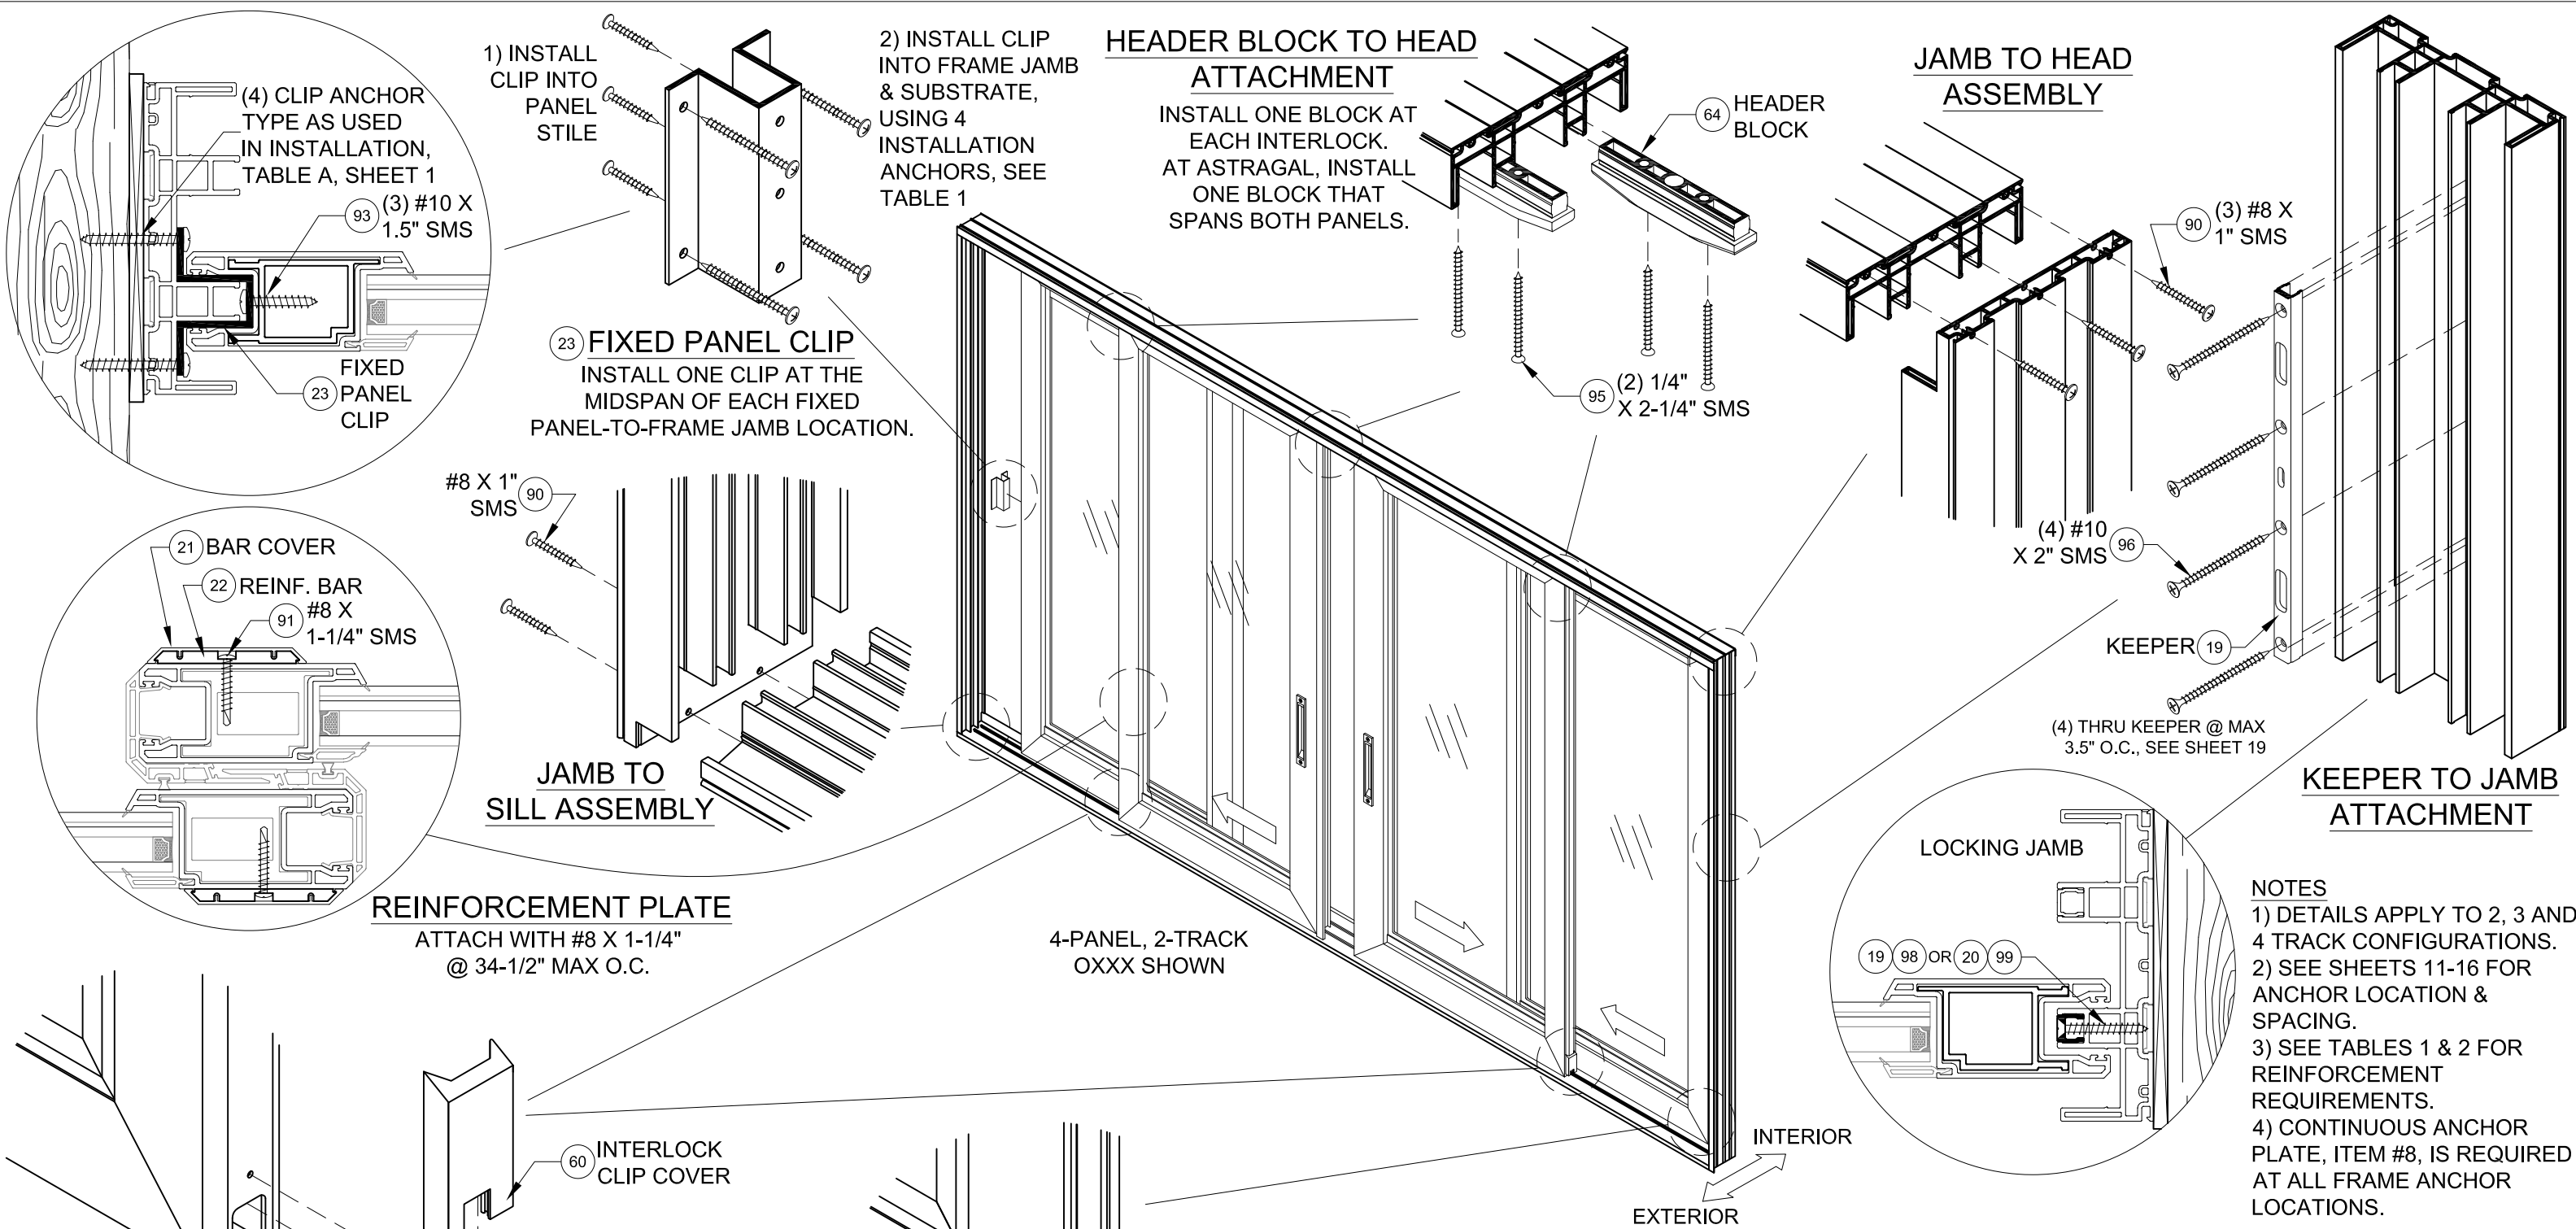 (4) CLIP ANCHOR
TYPE AS USED
IN INSTALLATION,
TABLE A, SHEET 1
93 (3) #10 X
1.5" SMS
FIXED
23 PANEL
CLIP
1) INSTALL
CLIP INTO
PANEL
STILE
2) INSTALL CLIP
INTO FRAME JAMB
& SUBSTRATE,
USING 4
INSTALLATION
ANCHORS, SEE
TABLE 1
23 FIXED PANEL CLIP
INSTALL ONE CLIP AT THE
MIDSPAN OF EACH FIXED
PANEL-TO-FRAME JAMB LOCATION.
HEADER BLOCK TO HEAD
ATTACHMENT
INSTALL ONE BLOCK AT
EACH INTERLOCK.
AT ASTRAGAL, INSTALL
ONE BLOCK THAT
SPANS BOTH PANELS.
64 HEADER
BLOCK
95 (2) 1/4"
X 2-1/4" SMS
JAMB TO HEAD
ASSEMBLY
90 (3) #8 X
1" SMS
(4) #10
X 2" SMS 96
KEEPER 19
(4) THRU KEEPER @ MAX
3.5" O.C., SEE SHEET 19
KEEPER TO JAMB
ATTACHMENT
#8 X 1"
SMS 90
JAMB TO
SILL ASSEMBLY
21 BAR COVER
22 REINF. BAR
91 #8 X
1-1/4" SMS
REINFORCEMENT PLATE
ATTACH WITH #8 X 1-1/4"
@ 34-1/2" MAX O.C.
4-PANEL, 2-TRACK
OXXX SHOWN
LOCKING JAMB
19 98 OR 20 99
NOTES
1) DETAILS APPLY TO 2, 3 AND
4 TRACK CONFIGURATIONS.
2) SEE SHEETS 11-16 FOR
ANCHOR LOCATION &
SPACING.
3) SEE TABLES 1 & 2 FOR
REINFORCEMENT
REQUIREMENTS.
4) CONTINUOUS ANCHOR
PLATE, ITEM #8, IS REQUIRED
AT ALL FRAME ANCHOR
LOCATIONS.
60 INTERLOCK
CLIP COVER
INTERIOR
EXTERIOR